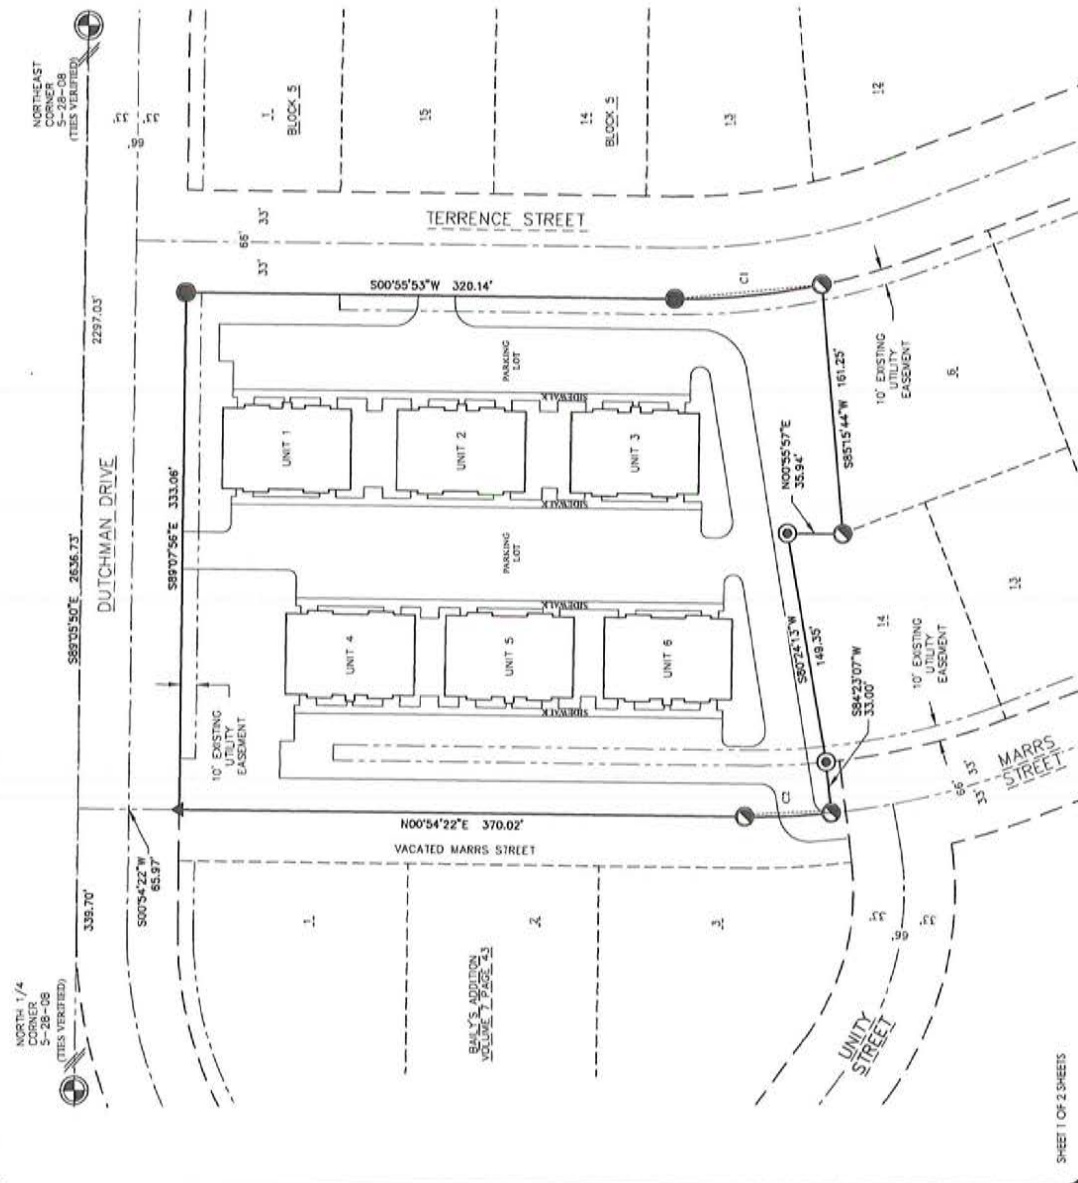 NORTHEAST
CORNER
5-28-08
(TIES VERIFIED)
33'
33'
66'
2297.03'
S89°05'50"E 2636.73'
DUTCHMAN DRIVE
339.70'
S00°54'22"W
65.97'
NORTH 1/4
CORNER
5-28-08
(TIES VERIFIED)
1
BLOCK 5
15
14
BLOCK 5
13
12
TERRENCE STREET
33'
66'
33'
S00°55'53"W 320.14'
C1
S89°07'56"E 333.06'
PARKING
LOT
SIDEWALK
UNIT 1
UNIT 2
UNIT 3
SIDEWALK
PARKING
LOT
SIDEWALK
UNIT 4
UNIT 5
UNIT 6
SIDEWALK
10' EXISTING
UTILITY
EASEMENT
10' EXISTING
UTILITY
EASEMENT
6
S85°15'44"W 161.25'
N00°55'57"E
35.94'
S80°24'13"W
149.35'
S84°23'07"W
33.00'
14
13
10' EXISTING
UTILITY
EASEMENT
C2
N00°54'22"E 370.02'
VACATED MARRS STREET
MARRS
STREET
33'
66'
33'
1
2
3
BAILY'S ADDITION
VOLUME 7 PAGE 43
33'
66'
33'
UNITY
STREET
SHEET 1 OF 2 SHEETS